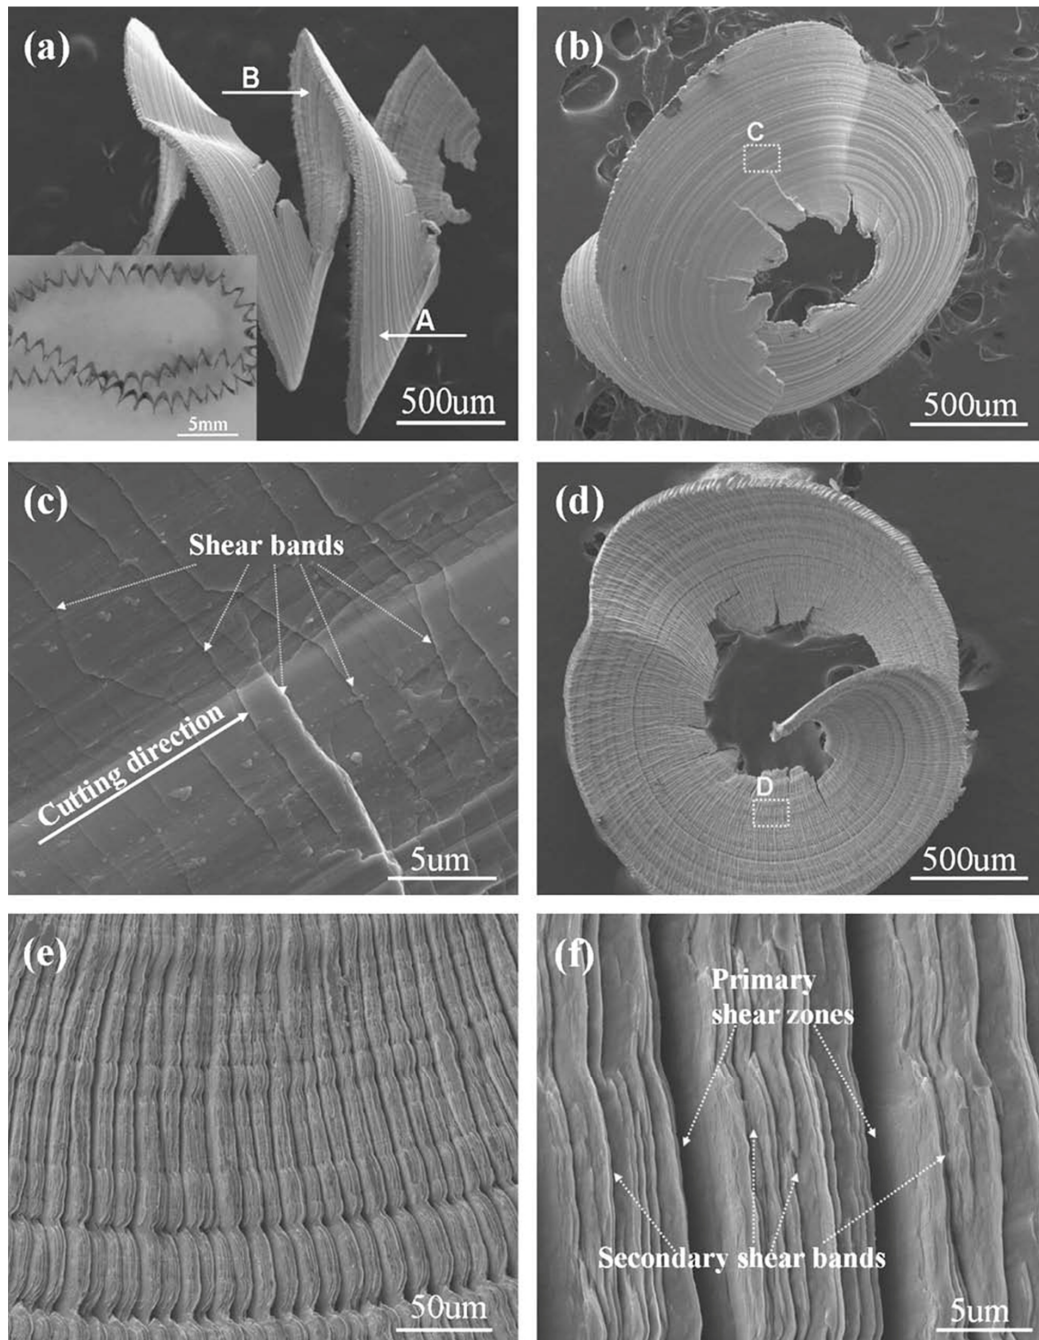 (a)
B
A
5mm
500um
(b)
C
500um
(c)
Shear bands
Cutting direction
5um
(d)
D
500um
(e)
50um
(f)
Primary
shear zones
Secondary shear bands
5um